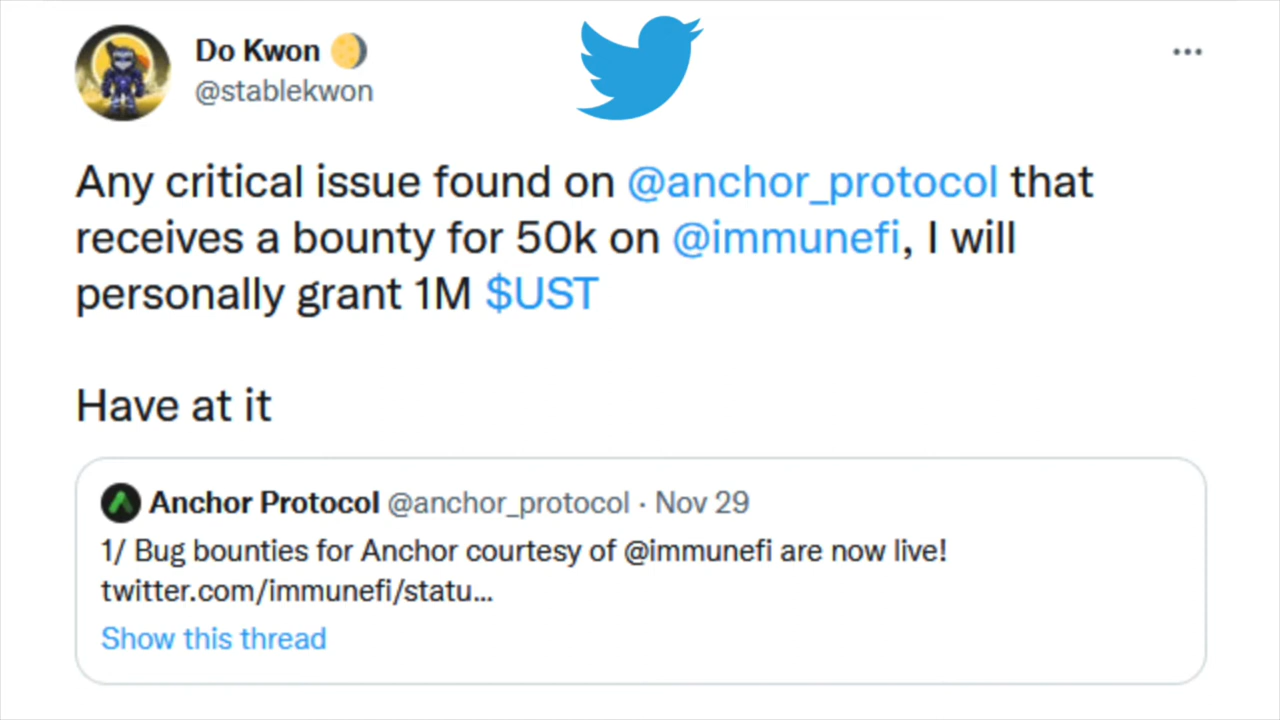 Do Kwon
@stablekwon
Any critical issue found on @anchor_protocol that
receives a bounty for 50k on @immunefi, I will
personally grant 1M $UST
Have at it
Anchor Protocol @anchor_protocol · Nov 29
1/ Bug bounties for Anchor courtesy of @immunefi are now live!
twitter.com/immunefi/statu...
Show this thread